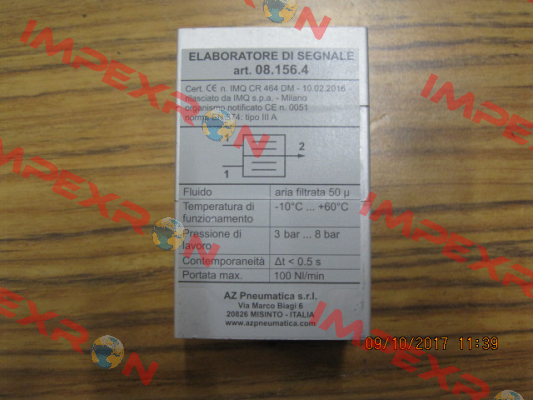 ELABORATORE DI SEGNALE
art. 08.156.4
Cert. CE n. IMQ CR 464 DM - 10.02.2016
rilasciato da IMQ s.p.a. - Milano
organismo notificato CE n. 0051
norma EN 574: tipo III A
1
2
1
Fluido aria filtrata 50 µ
Temperatura di funzionamento -10°C ... +60°C
Pressione di lavoro 3 bar ... 8 bar
Contemporaneità Δt < 0.5 s
Portata max. 100 Nl/min
AZ Pneumatica s.r.l.
Via Marco Biagi 6
20826 MISINTO - ITALIA
www.azpneumatica.com
09/10/2017 11:39
IMPEXRON
IMPEXRON
IMPEXRON
IMPEXRON